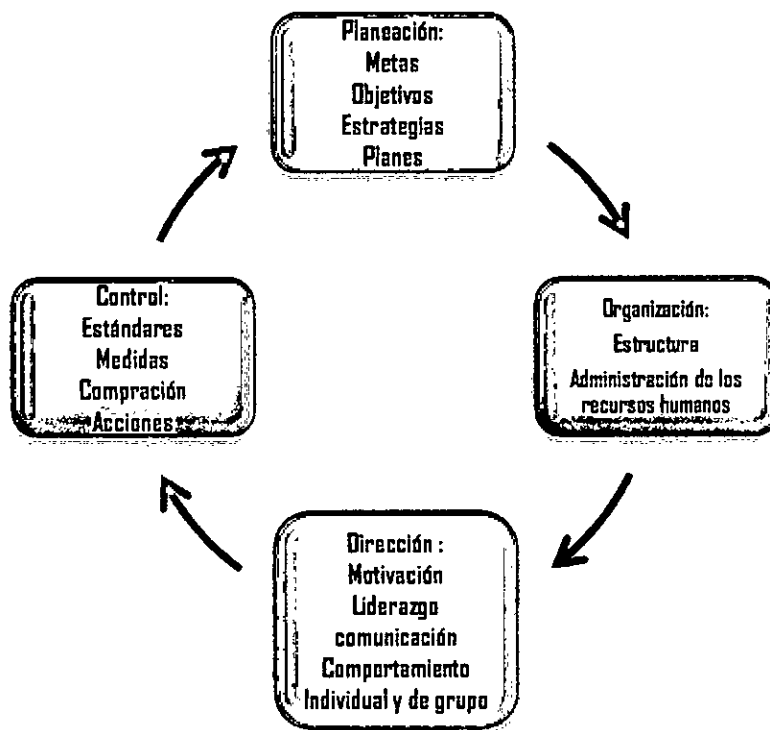 Planeación:
Metas
Objetivos
Estrategias
Planes
Organización:
Estructura
Administración de los
recursos humanos
Dirección :
Motivación
Liderazgo
comunicación
Comportamiento
Individual y de grupo
Control:
Estándares
Medidas
Compración
Acciones